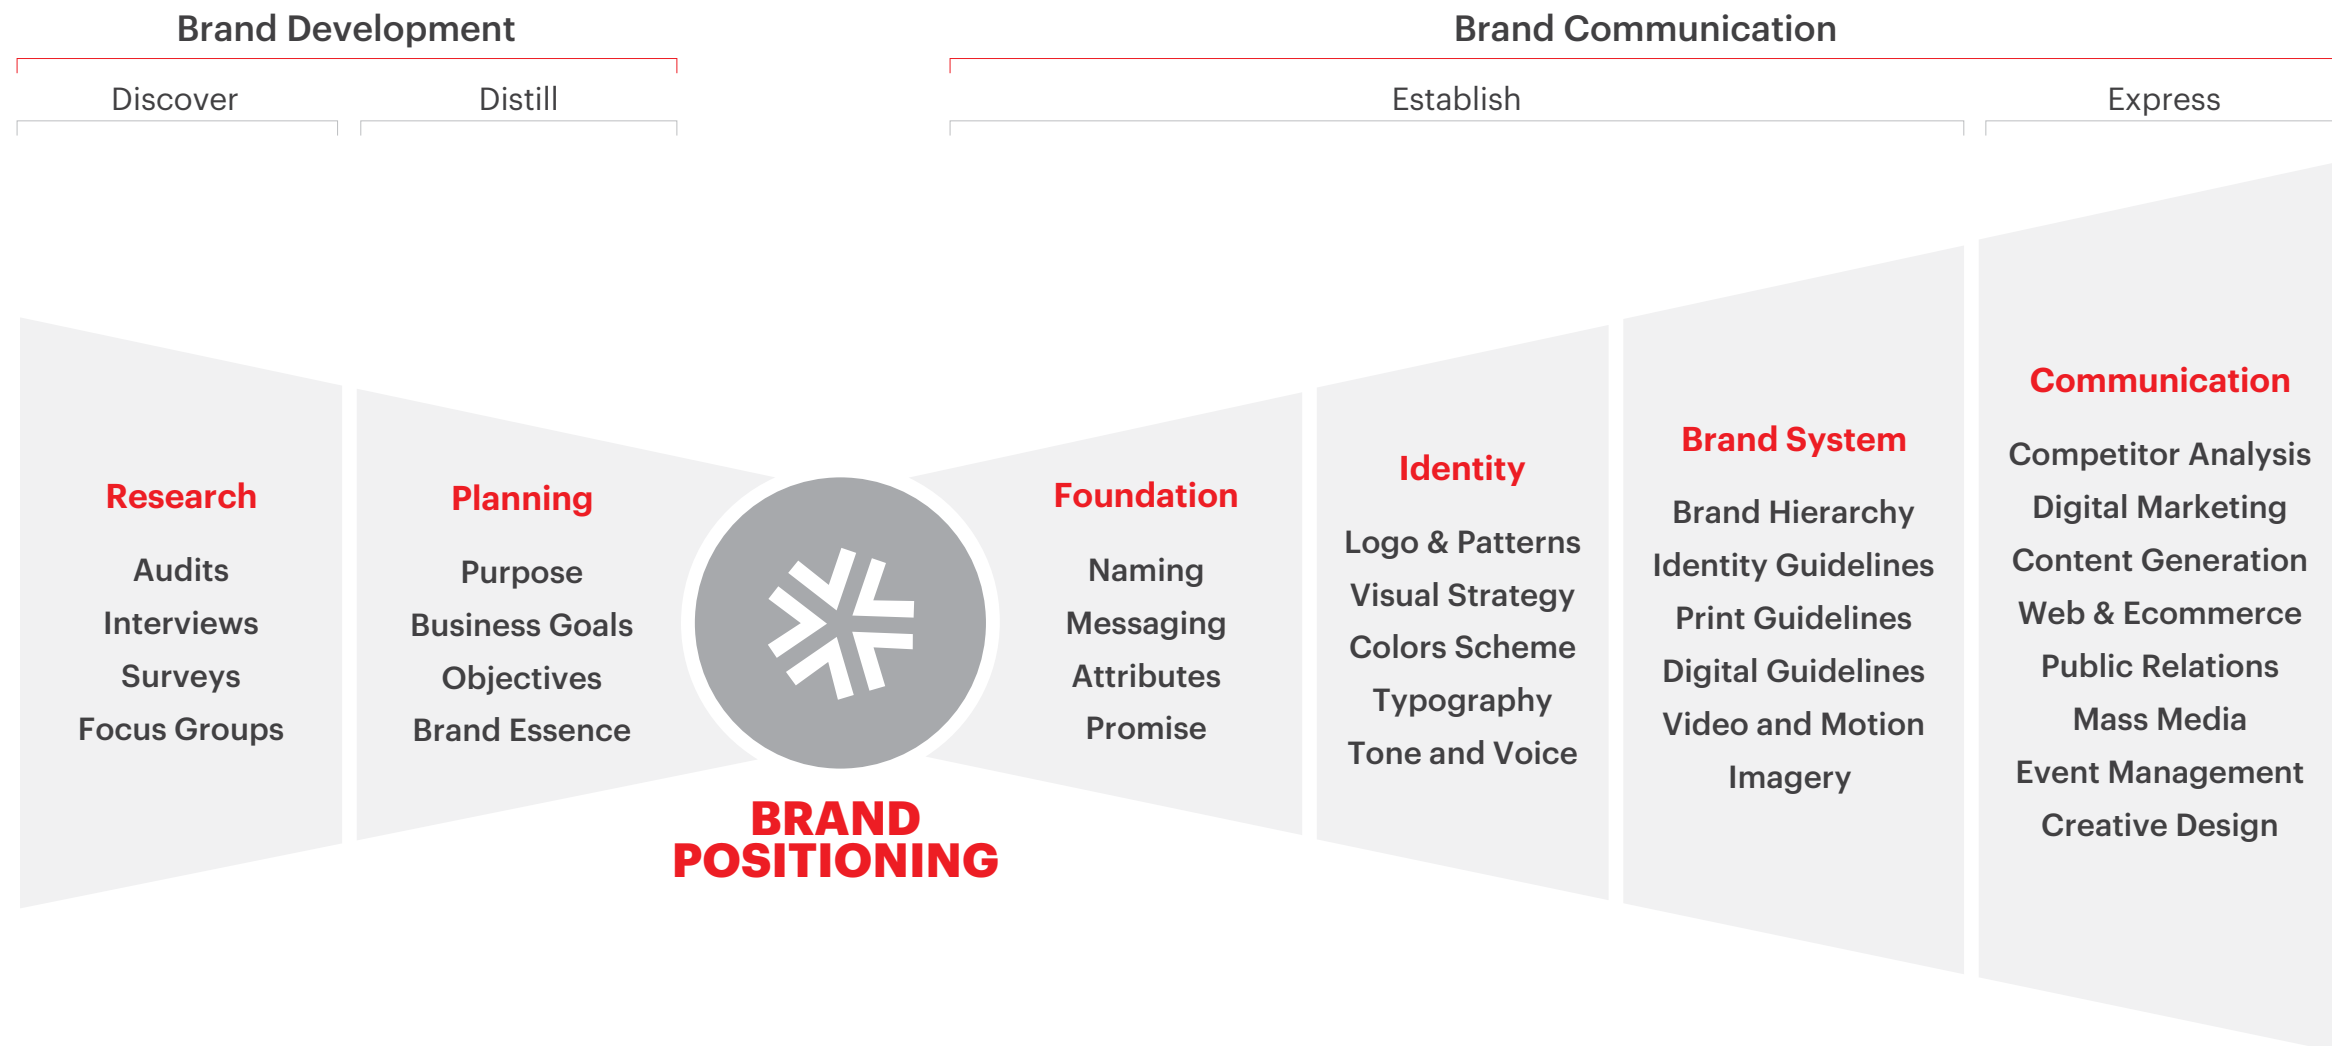 Brand Development
Brand Communication
Discover
Distill
Establish
Express
Research
Audits
Interviews
Surveys
Focus Groups
Planning
Purpose
Business Goals
Objectives
Brand Essence
BRAND
POSITIONING
Foundation
Naming
Messaging
Attributes
Promise
Identity
Logo & Patterns
Visual Strategy
Colors Scheme
Typography
Tone and Voice
Brand System
Brand Hierarchy
Identity Guidelines
Print Guidelines
Digital Guidelines
Video and Motion
Imagery
Communication
Competitor Analysis
Digital Marketing
Content Generation
Web & Ecommerce
Public Relations
Mass Media
Event Management
Creative Design